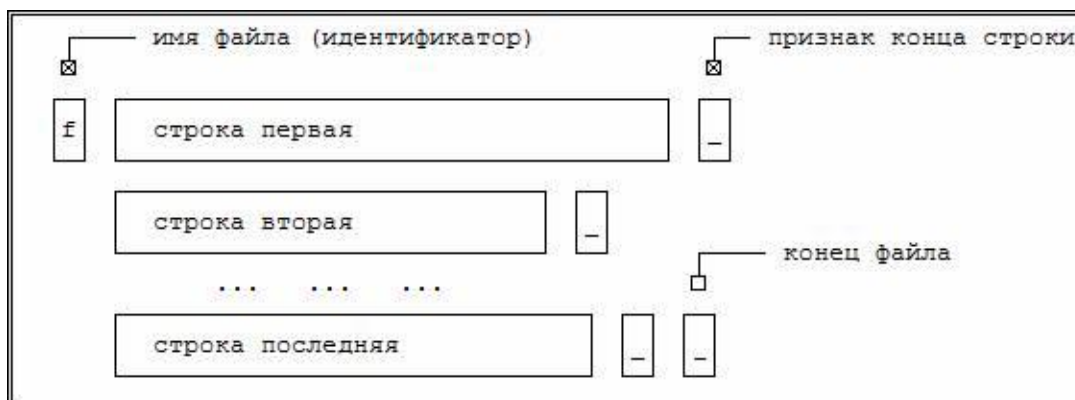 имя файла (идентификатор) признак конца строки
f строка первая _
строка вторая _
конец файла
... ... ...
строка последняя _ _